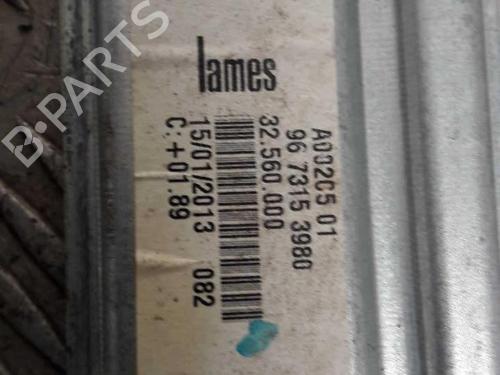 lames
A002C5 01
96 7315 3980
32.560.000
15/01/2013 082
C:+01.89
B-PARTS